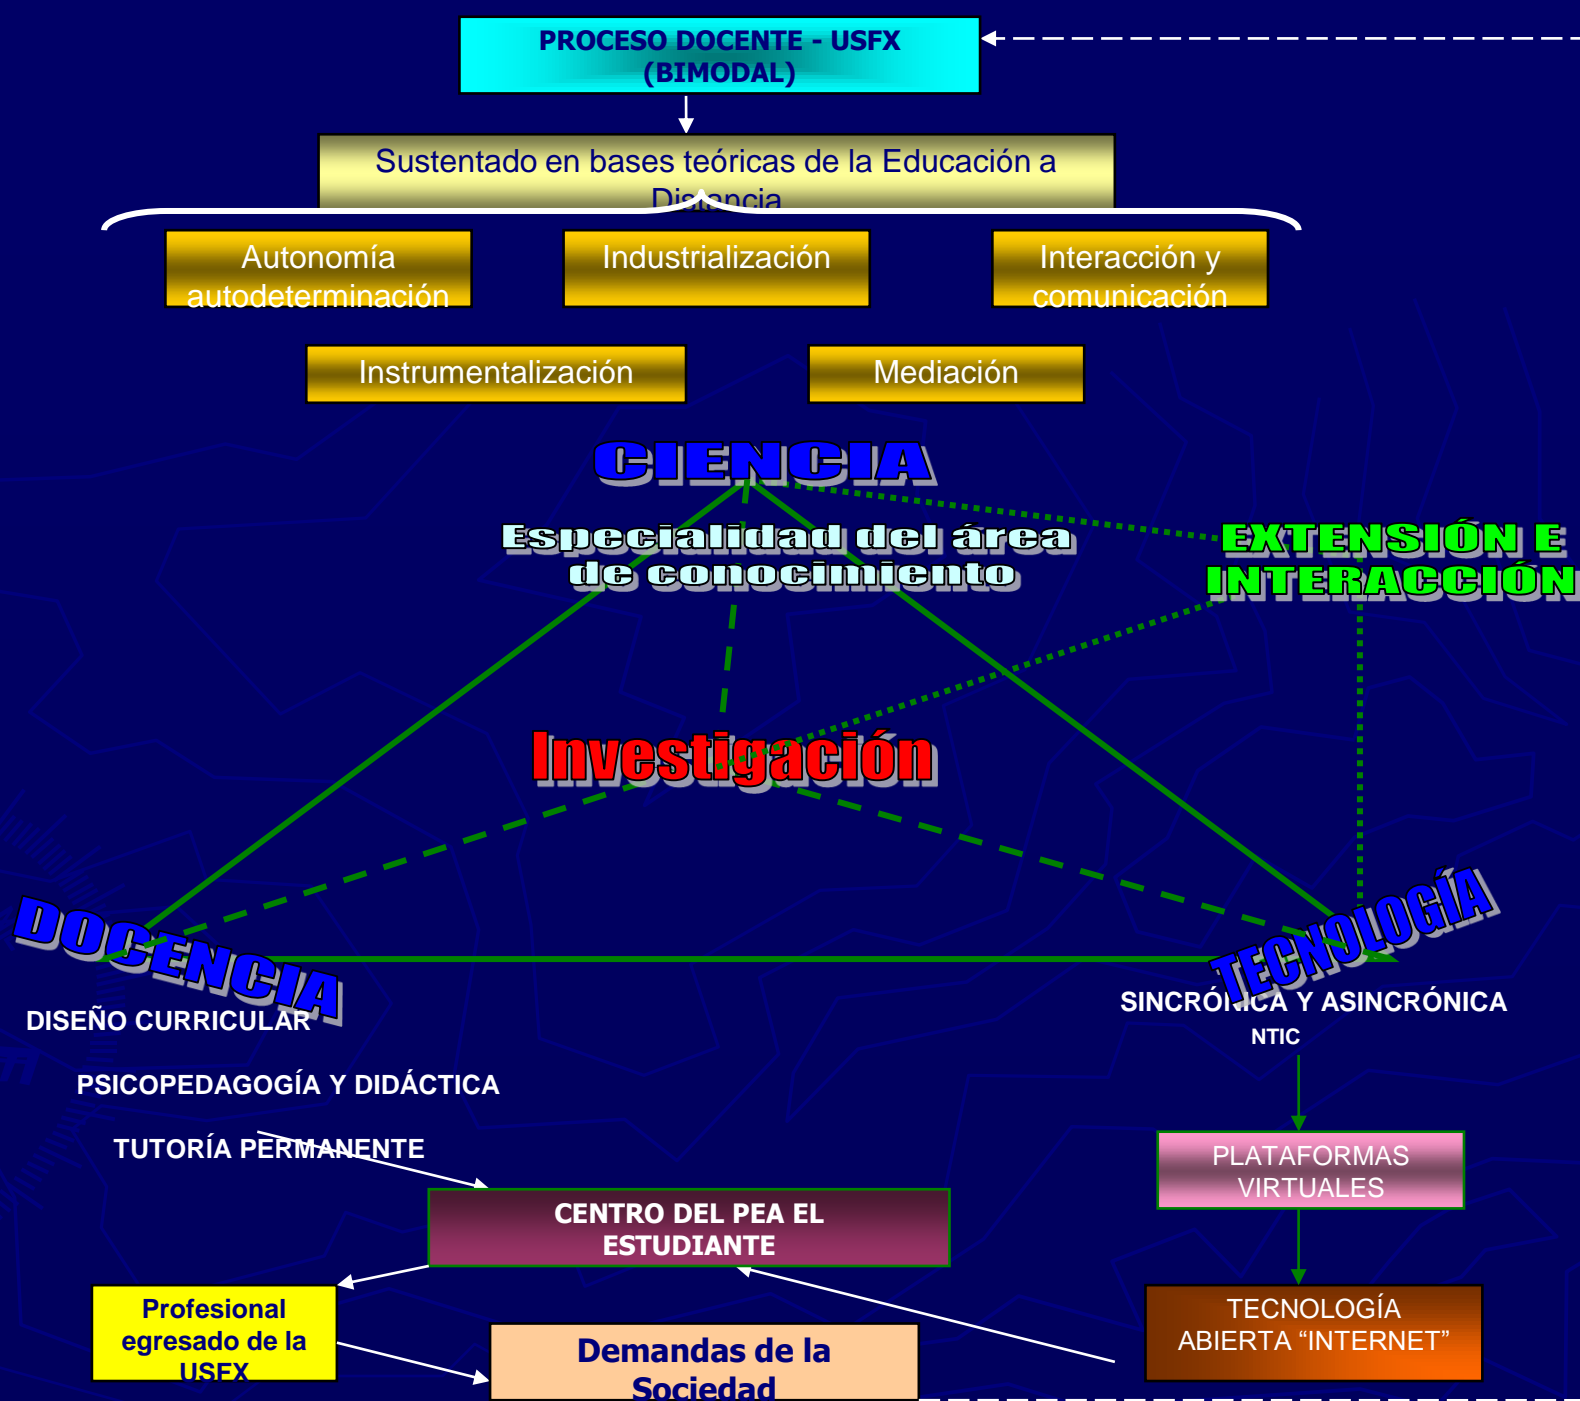 PROCESO DOCENTE - USFX
(BIMODAL)
Sustentado en bases teóricas de la Educación a
Distancia
Autonomía
autodeterminación
Industrialización
Interacción y
comunicación
Instrumentalización
Mediación
CIENCIA
Especialidad del área
de conocimiento
EXTENSIÓN E
INTERACCIÓN
Investigación
DOCENCIA
TECNOLOGÍA
DISEÑO CURRICULAR
SINCRÓNICA Y ASINCRÓNICA
NTIC
PSICOPEDAGOGÍA Y DIDÁCTICA
TUTORÍA PERMANENTE
PLATAFORMAS
VIRTUALES
CENTRO DEL PEA EL
ESTUDIANTE
Profesional
egresado de la
USFX
Demandas de la
Sociedad
TECNOLOGÍA
ABIERTA “INTERNET”